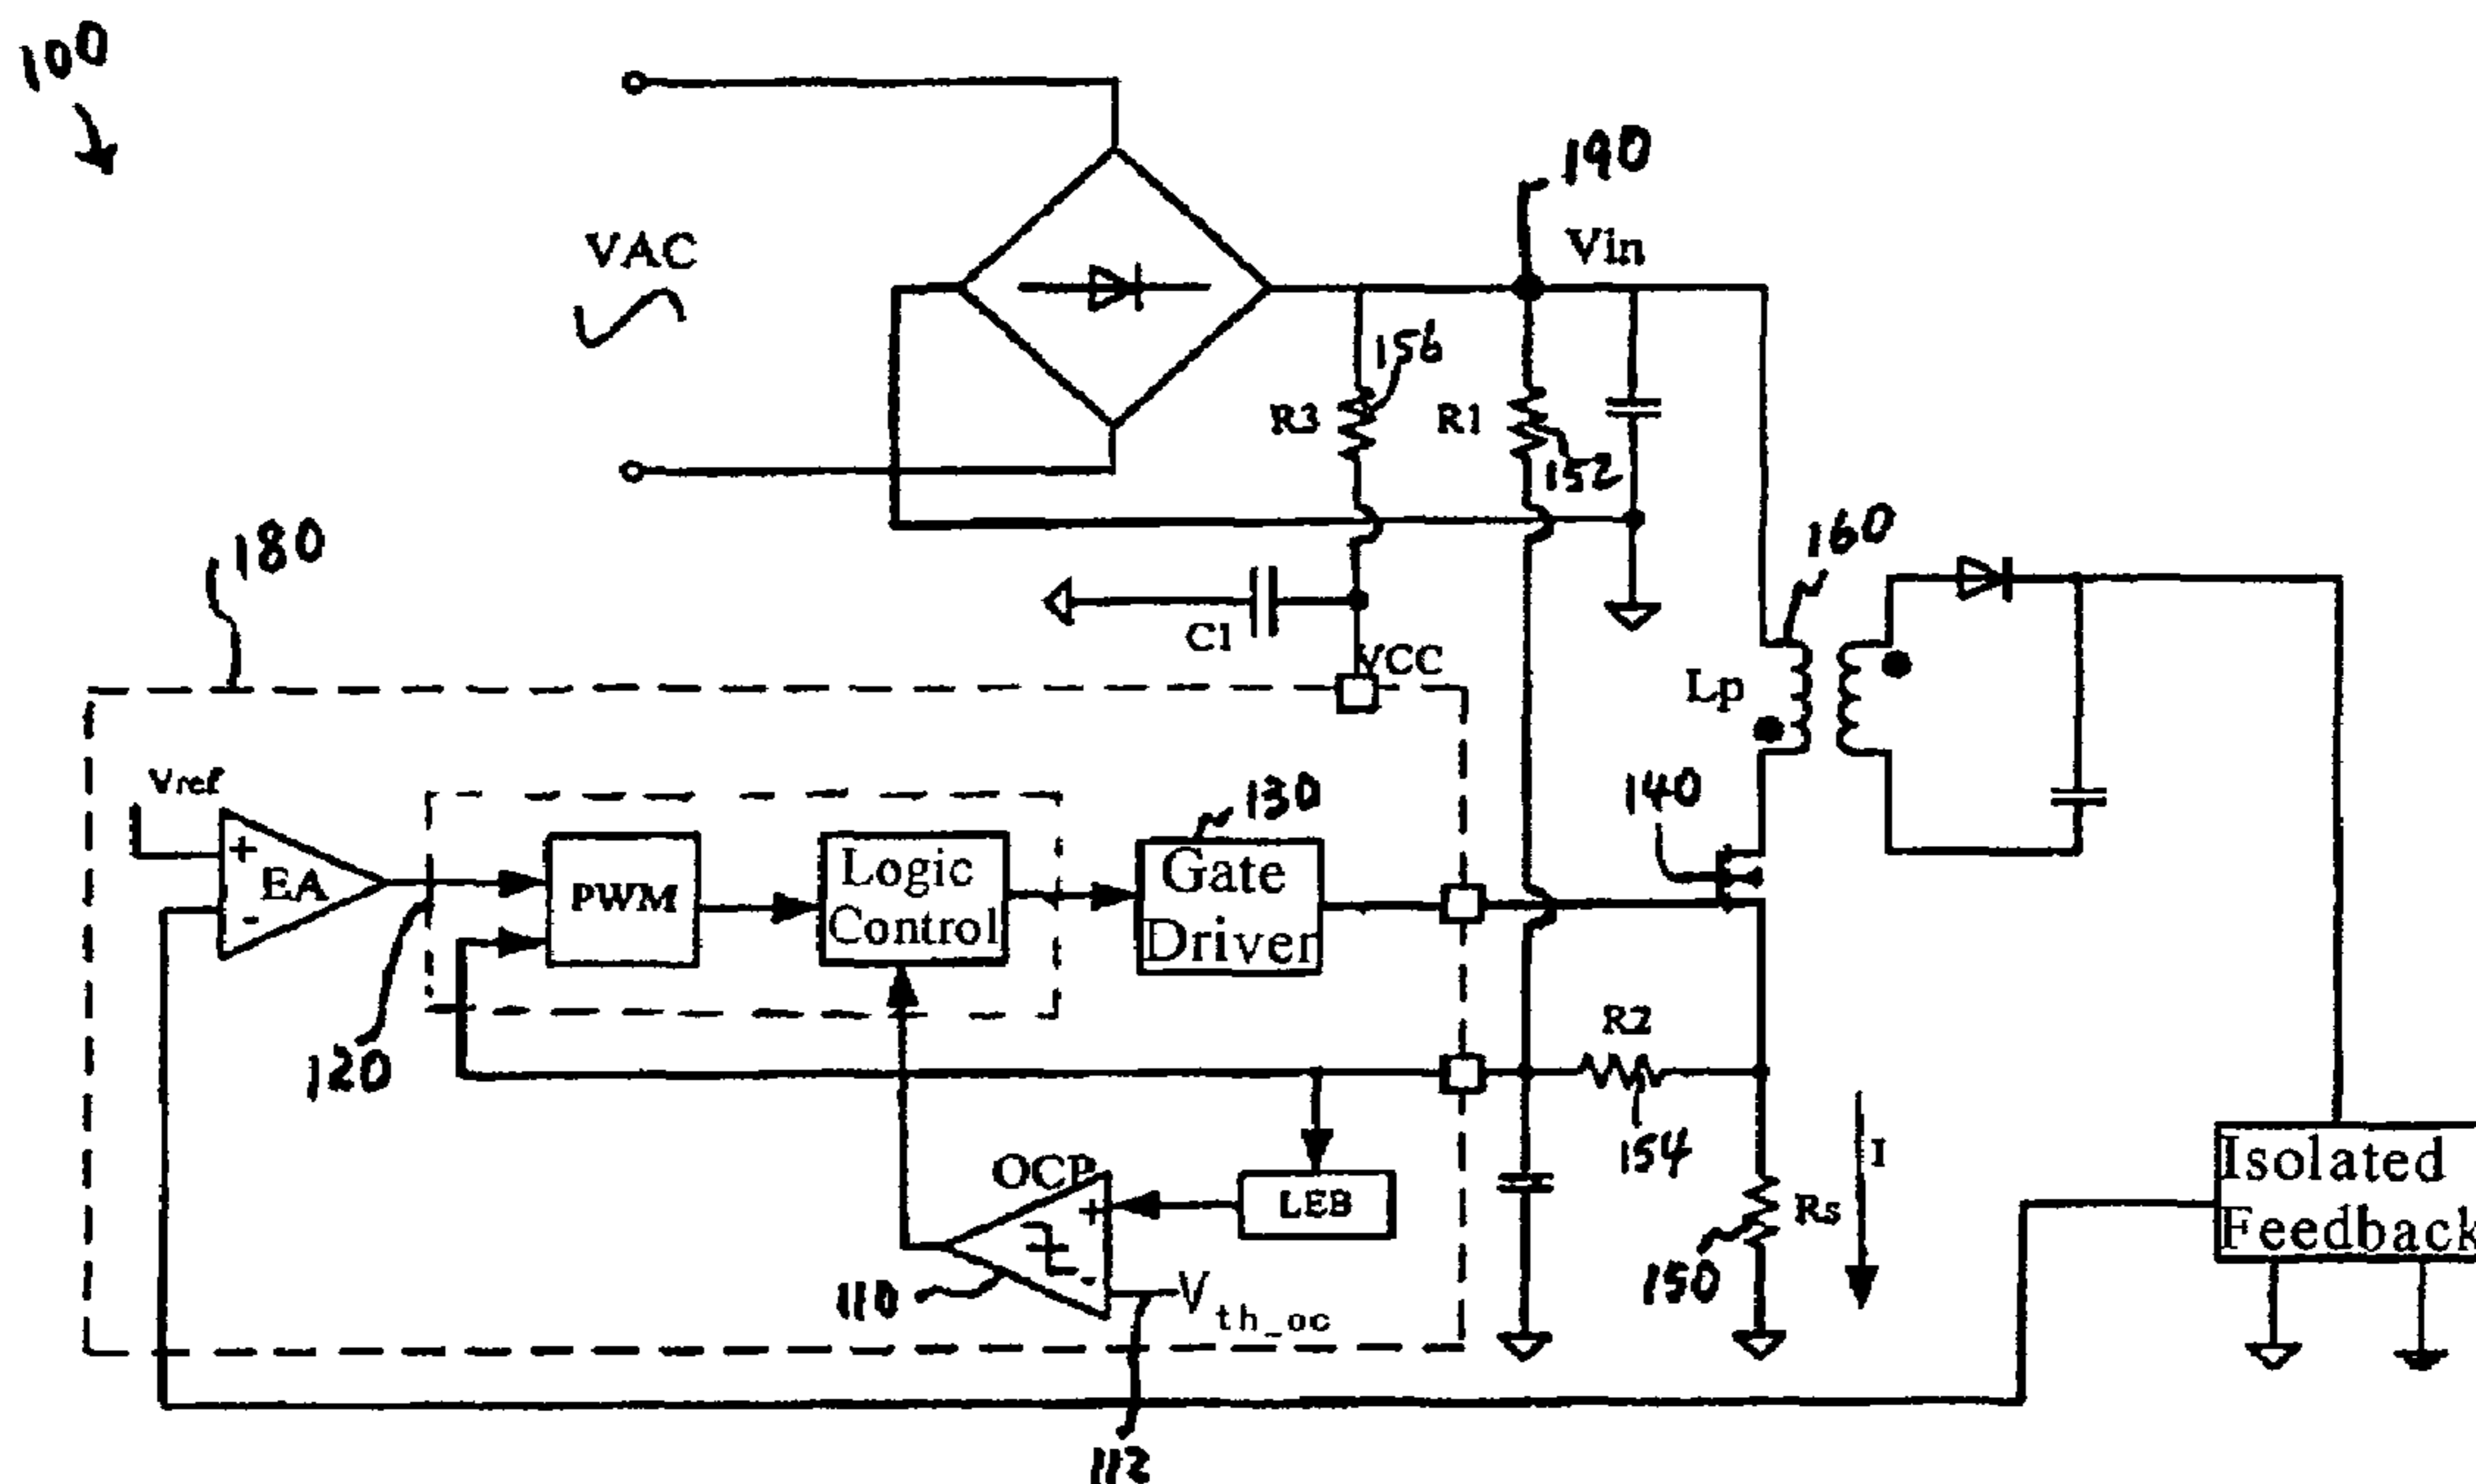 100
190
VAC
Vin
156
R3
R1
152
180
160
C1
VCC
Lp
Vref
130
140
+
EA
-
PWM
Logic
Control
Gate
Driver
120
R2
154
I
OCP
+
LEB
Rs
110
-
V th_oc
150
Isolated
Feedback
112